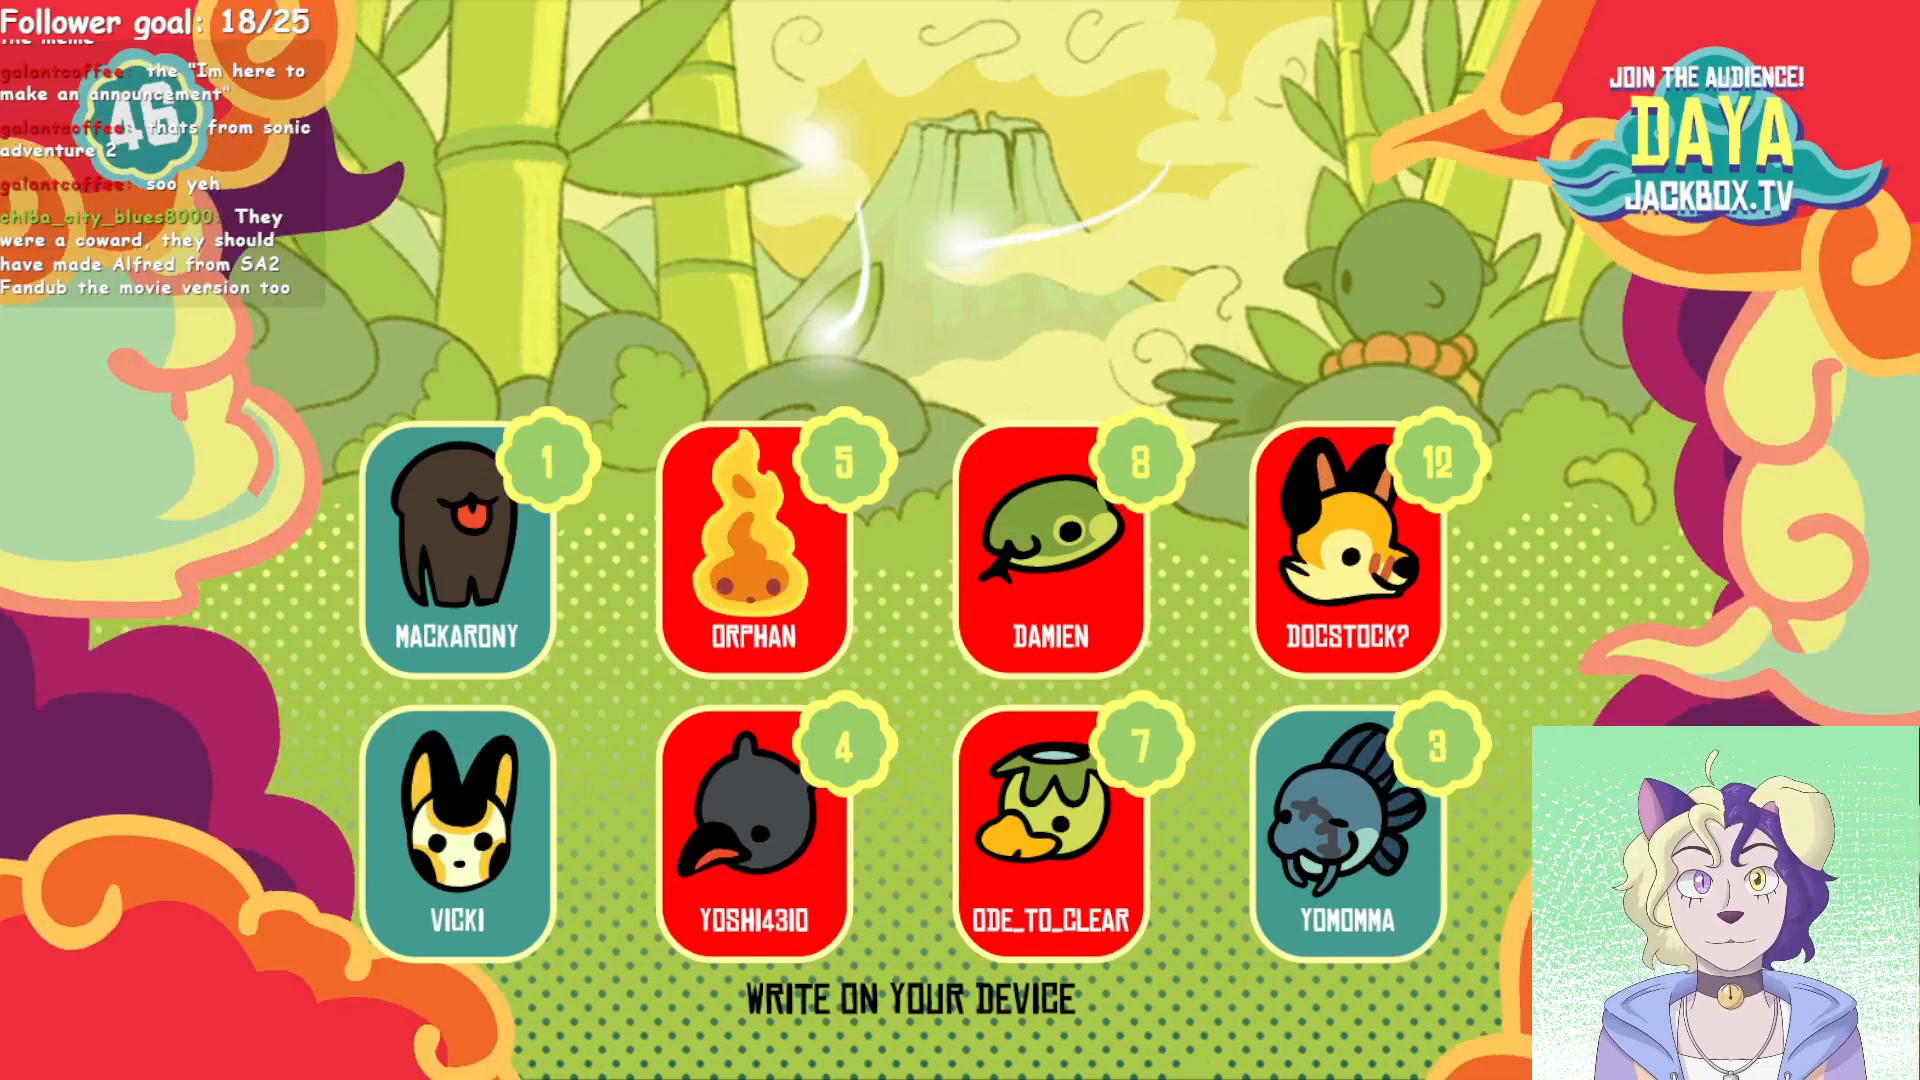 Follower goal: 18/25
the meme
galantcoffee: the "Im here to
make an announcement"
galantcoffee: thats from sonic
adventure 2
galantcoffee: soo yeh
chiba_city_blues8000: They
were a coward, they should
have made Alfred from SA2
Fandub the movie version too
46
JOIN THE AUDIENCE!
DAYA
JACKBOX.TV
1
MACKARONY
5
ORPHAN
8
DAMIEN
12
DOCSTOCK?
VICKI
4
YOSHI4310
7
ODE_TO_CLEAR
3
YOMOMMA
WRITE ON YOUR DEVICE